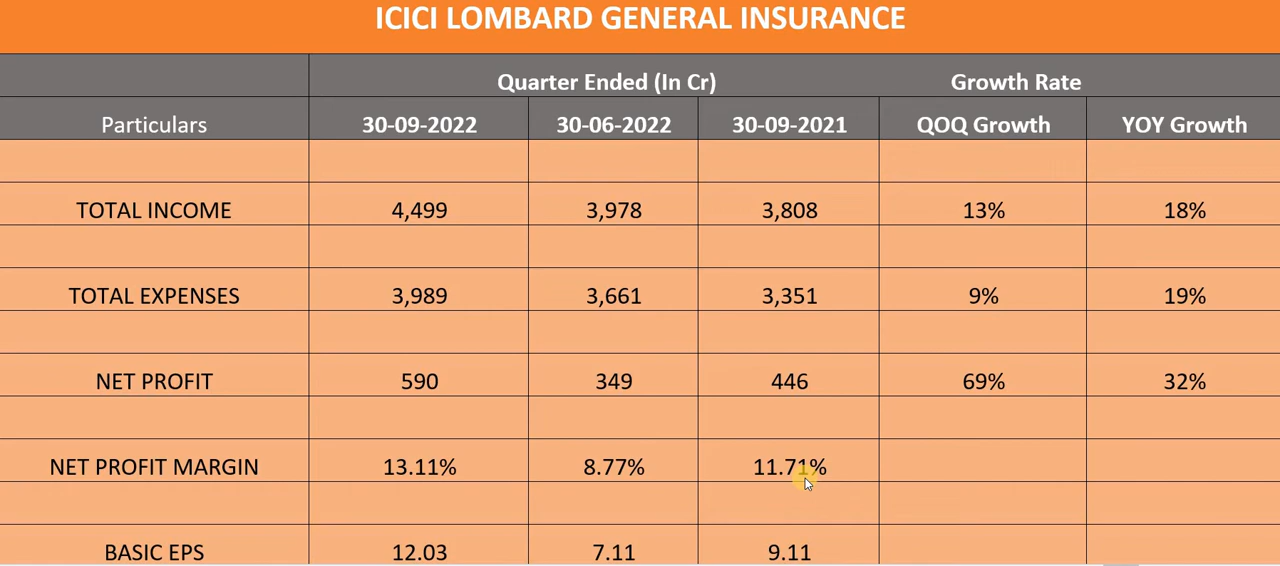 ICICI LOMBARD GENERAL INSURANCE
Quarter Ended (In Cr) Growth Rate
Particulars 30-09-2022 30-06-2022 30-09-2021 QOQ Growth YOY Growth
TOTAL INCOME 4,499 3,978 3,808 13% 18%
TOTAL EXPENSES 3,989 3,661 3,351 9% 19%
NET PROFIT 590 349 446 69% 32%
NET PROFIT MARGIN 13.11% 8.77% 11.71%
BASIC EPS 12.03 7.11 9.11